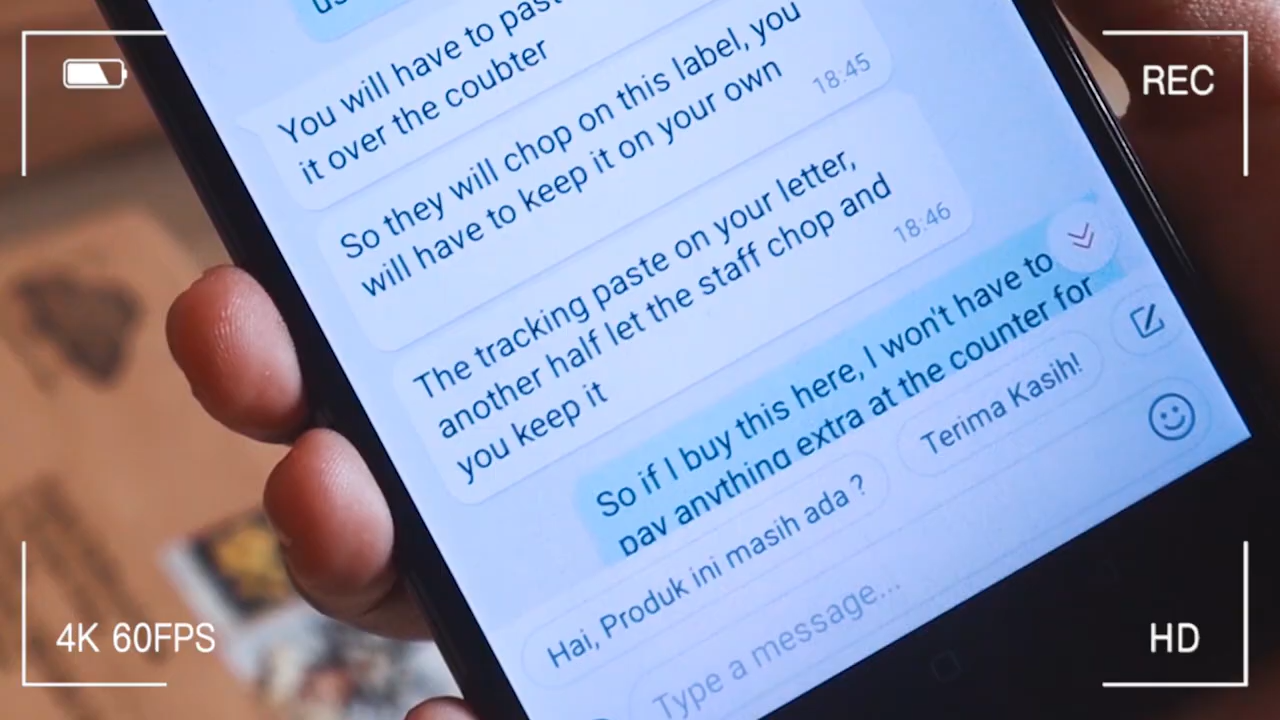 REC
You will have to
it over the coubter
So they will chop on this label, you
will have to keep it on your own
18:45
The tracking paste on your letter,
another half let the staff chop and
you keep it
18:46
So if I buy this here, I won't have to
pay anything extra at the counter for
Hai, Produk ini masih ada ?
Terima Kasih!
Type a message...
4K 60FPS
HD